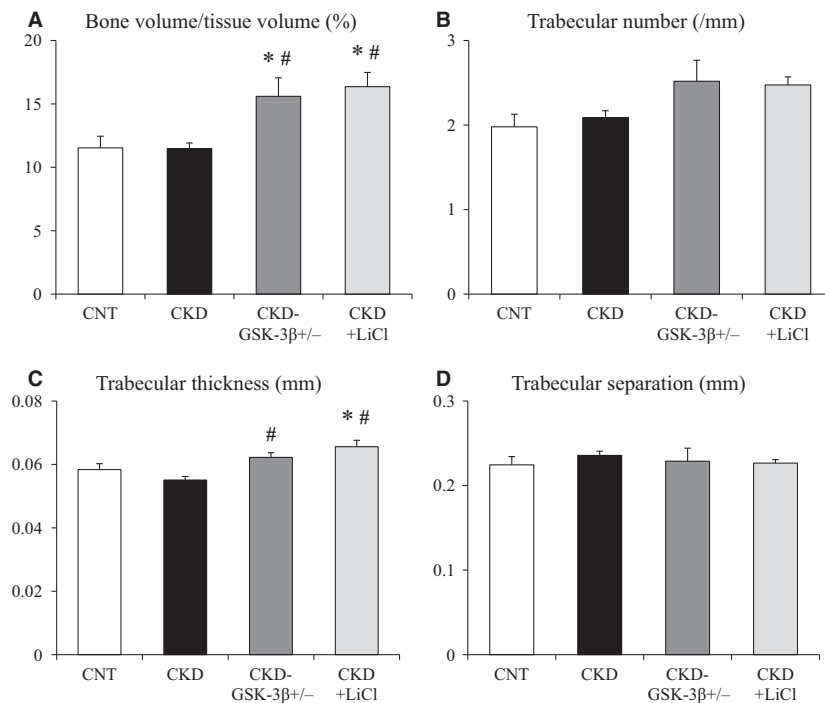 A Bone volume/tissue volume (%)
20
15
10
5
0
* #
* #
CNT
CKD
CKD-
GSK-3β+/–
CKD
+LiCl
B Trabecular number (/mm)
3
2
1
0
CNT
CKD
CKD-
GSK-3β+/–
CKD
+LiCl
C Trabecular thickness (mm)
0.08
0.06
0.04
0.02
0
#
* #
CNT
CKD
CKD-
GSK-3β+/–
CKD
+LiCl
D Trabecular separation (mm)
0.3
0.2
0.1
0
CNT
CKD
CKD-
GSK-3β+/–
CKD
+LiCl